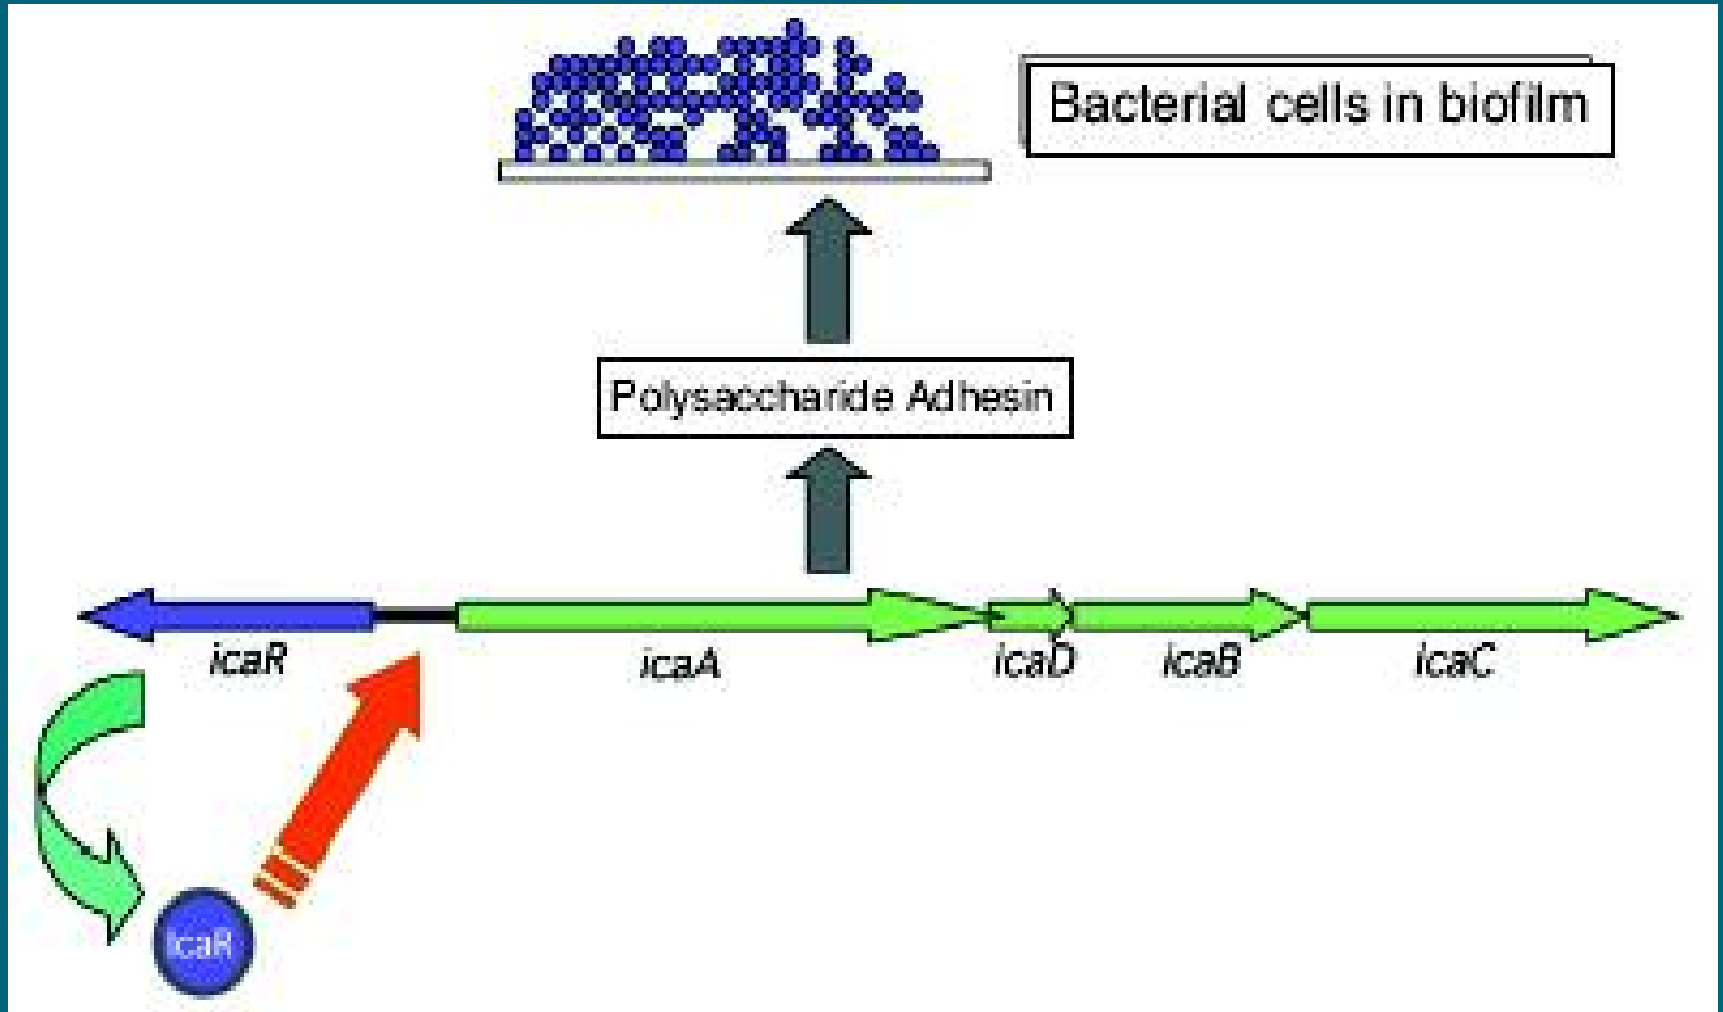 Bacterial cells in biofilm
Polysaccharide Adhesin
icaR
icaA
icaD
icaB
icaC
IcaR